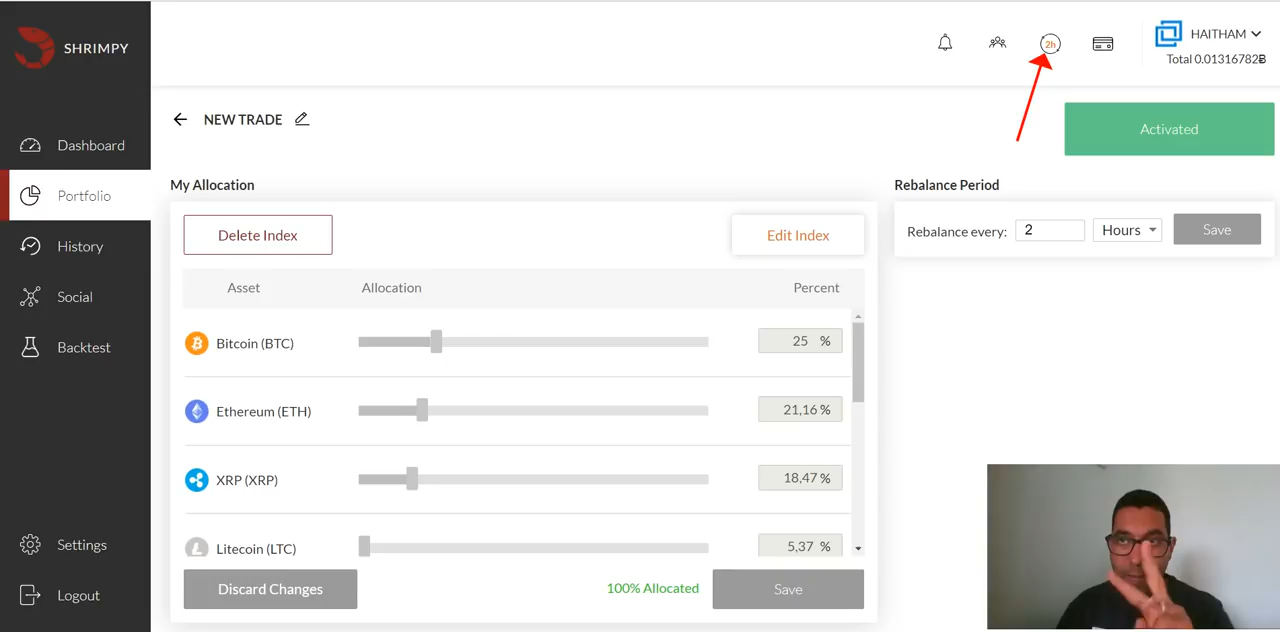 SHRIMPY
2h
HAITHAM
Total 0.01316782Ƀ
Dashboard
Portfolio
History
Social
Backtest
Settings
Logout
NEW TRADE
Activated
My Allocation
Delete Index
Edit Index
Asset Allocation Percent
Bitcoin (BTC) 25 %
Ethereum (ETH) 21,16 %
XRP (XRP) 18,47 %
Litecoin (LTC) 5,37 %
Discard Changes 100% Allocated Save
Rebalance Period
Rebalance every: 2 Hours Save